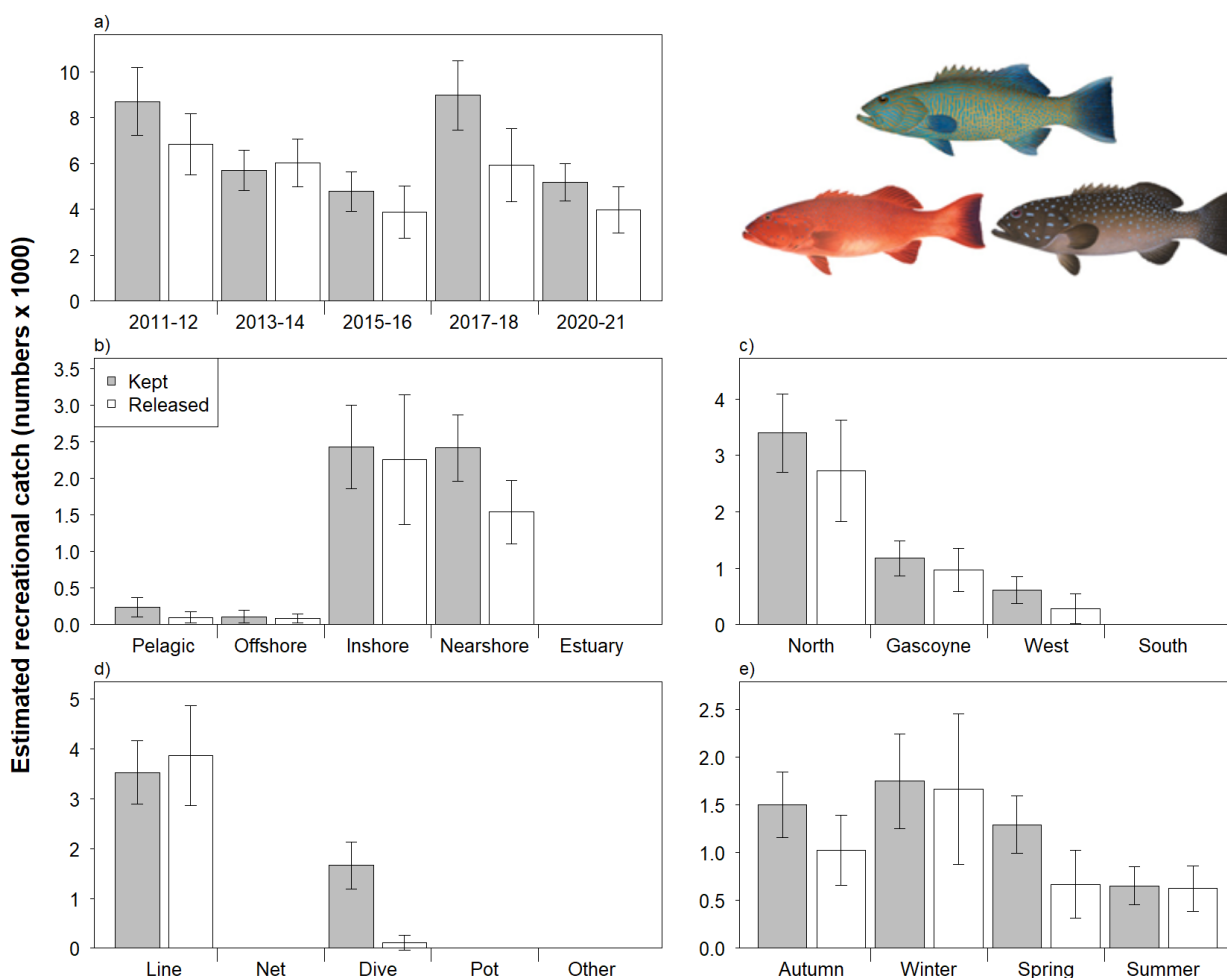 Estimated recreational catch (numbers x 1000)
a)
10
8
6
4
2
0
2011-12 2013-14 2015-16 2017-18 2020-21
b)
Kept
Released
3.5
3.0
2.5
2.0
1.5
1.0
0.5
0.0
Pelagic Offshore Inshore Nearshore Estuary
c)
4
3
2
1
0
North Gascoyne West South
d)
5
4
3
2
1
0
Line Net Dive Pot Other
e)
2.5
2.0
1.5
1.0
0.5
0.0
Autumn Winter Spring Summer